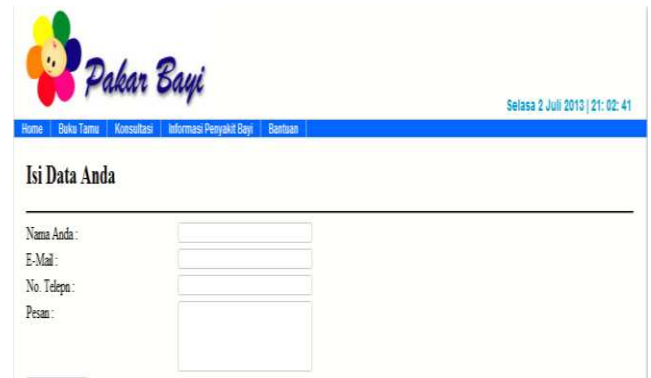 Pakar Bayi
Selasa 2 Juli 2013 | 21: 02: 41
Home Buku Tamu Konsultasi Informasi Penyakit Bayi Bantuan
Isi Data Anda
Nama Anda :
E-Mail :
No. Telepn :
Pesan :